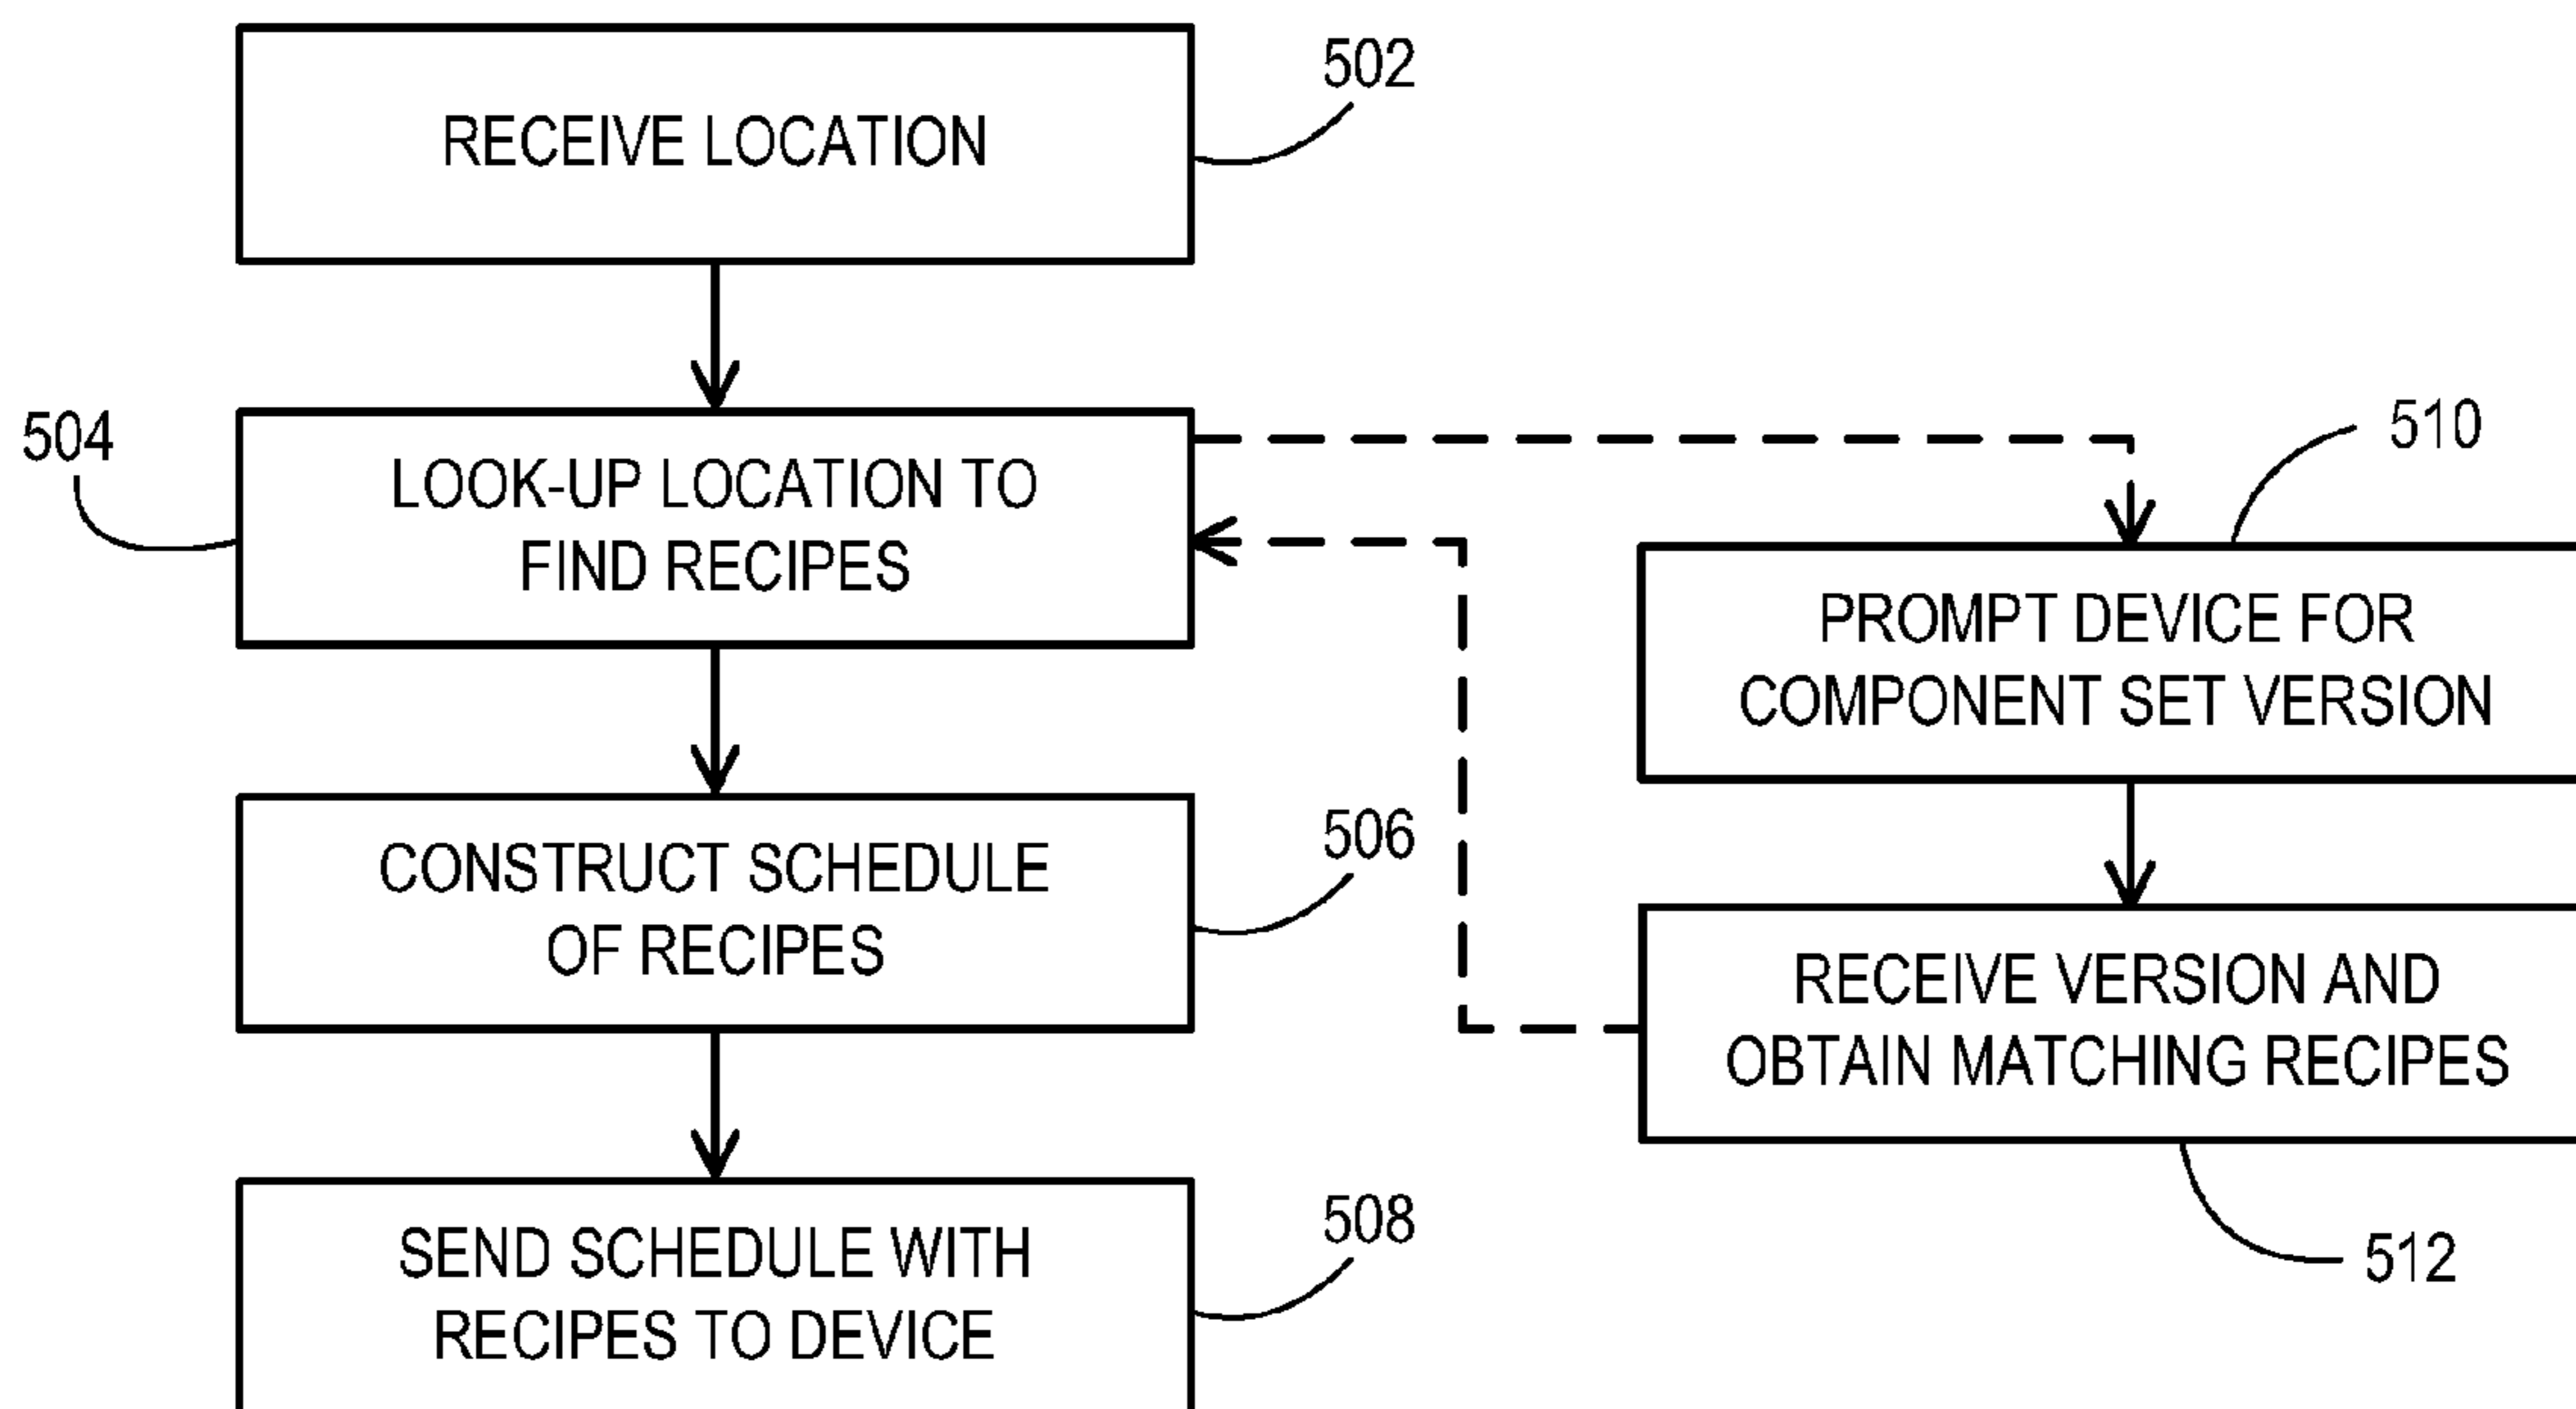 RECEIVE LOCATION
502
504
LOOK-UP LOCATION TO
FIND RECIPES
CONSTRUCT SCHEDULE
OF RECIPES
506
SEND SCHEDULE WITH
RECIPES TO DEVICE
508
510
PROMPT DEVICE FOR
COMPONENT SET VERSION
RECEIVE VERSION AND
OBTAIN MATCHING RECIPES
512